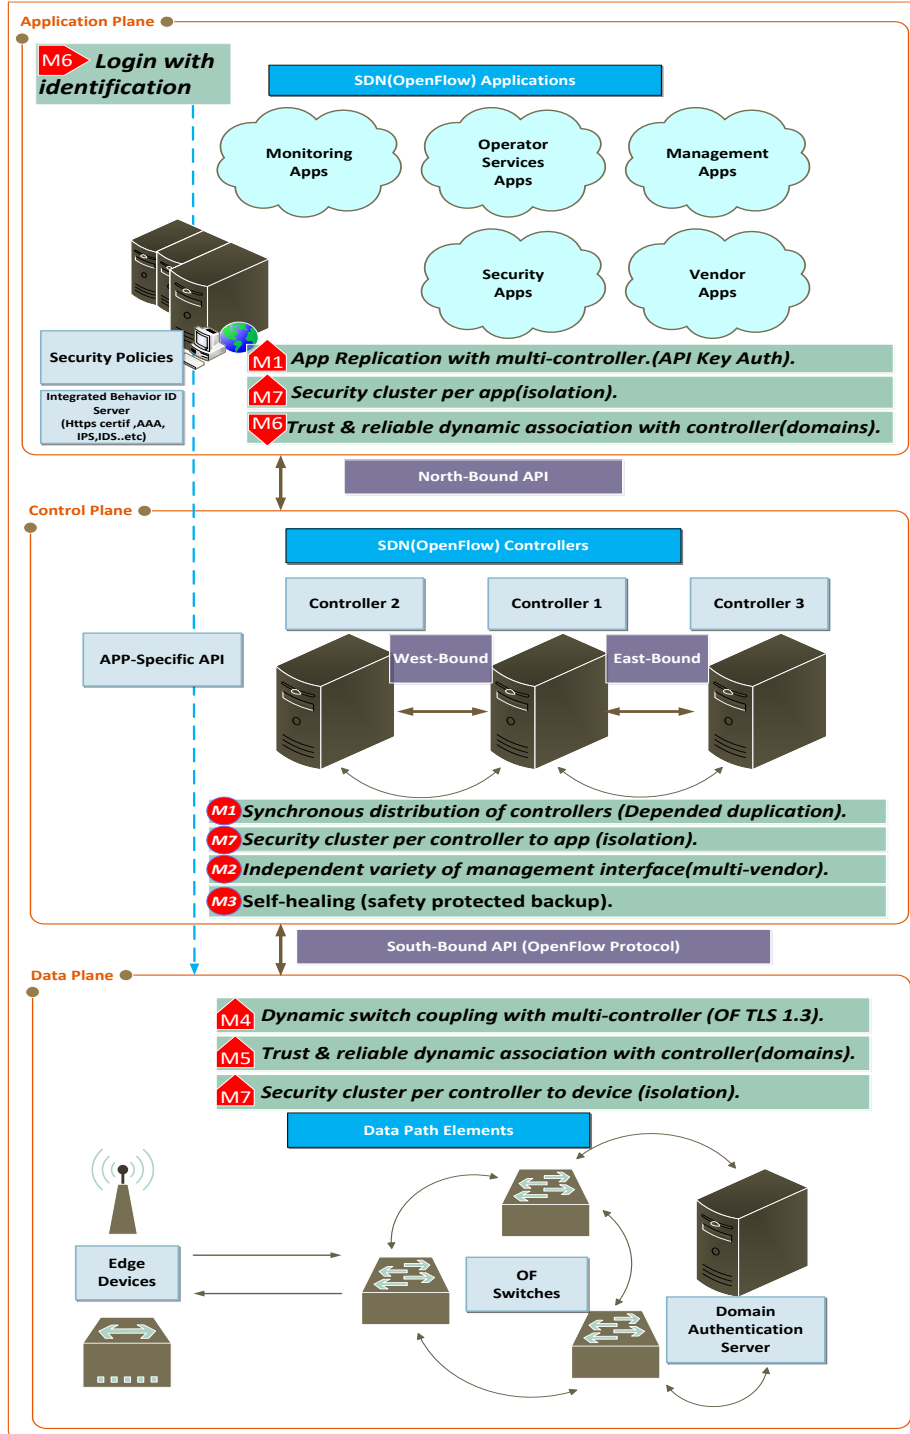 Application Plane
M6 Login with
identification
SDN(OpenFlow) Applications
Monitoring
Apps
Operator
Services
Apps
Management
Apps
Security
Apps
Vendor
Apps
Security Policies
Integrated Behavior ID
Server
(Https certif ,AAA,
IPS,IDS..etc)
M1 App Replication with multi-controller.(API Key Auth).
M7 Security cluster per app(isolation).
M6 Trust & reliable dynamic association with controller(domains).
North-Bound API
Control Plane
SDN(OpenFlow) Controllers
Controller 2
Controller 1
Controller 3
West-Bound
East-Bound
APP-Specific API
M1 Synchronous distribution of controllers (Depended duplication).
M7 Security cluster per controller to app (isolation).
M2 Independent variety of management interface(multi-vendor).
M3 Self-healing (safety protected backup).
South-Bound API (OpenFlow Protocol)
Data Plane
M4 Dynamic switch coupling with multi-controller (OF TLS 1.3).
M5 Trust & reliable dynamic association with controller(domains).
M7 Security cluster per controller to device (isolation).
Data Path Elements
Edge
Devices
OF
Switches
Domain
Authentication
Server